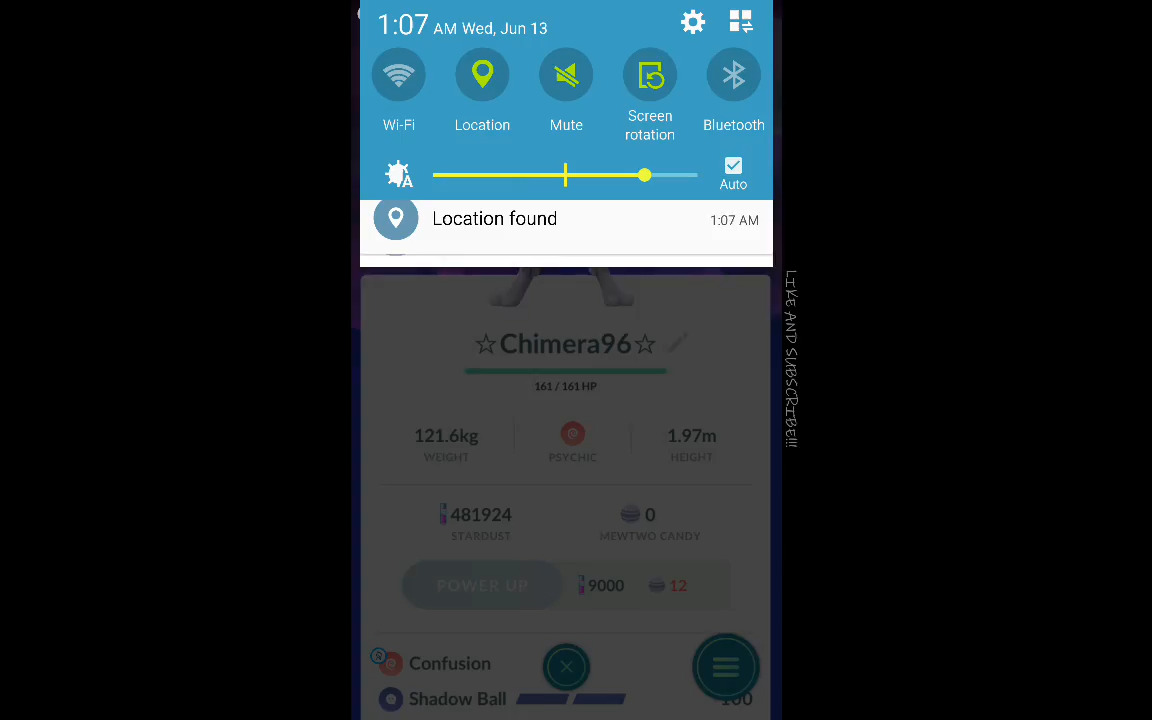 1:07 AM Wed, Jun 13
Wi-Fi
Location
Mute
Screen
rotation
Bluetooth
A
Auto
Location found 1:07 AM
☆Chimera96☆
161 / 161 HP
121.6kg
WEIGHT
PSYCHIC
1.97m
HEIGHT
481924
STARDUST
0
MEWTWO CANDY
POWER UP 9000 12
Confusion
Shadow Ball 100
LIKE AND SUBSCRIBE!!!